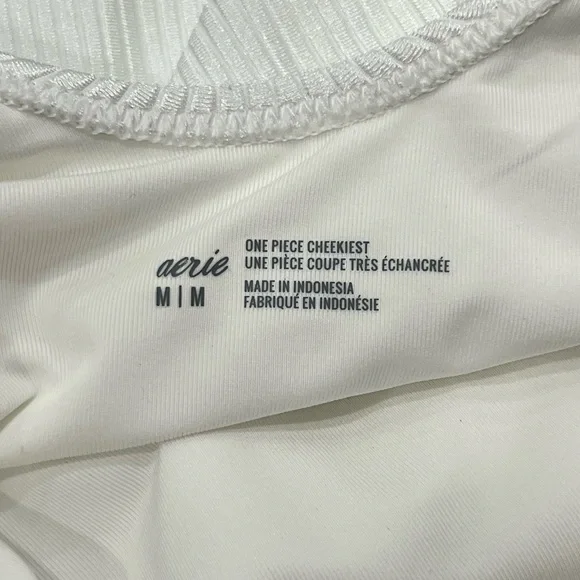 aerie
M | M
ONE PIECE CHEEKIEST
UNE PIÈCE COUPE TRÈS ÉCHANCRÉE
MADE IN INDONESIA
FABRIQUÉ EN INDONÉSIE